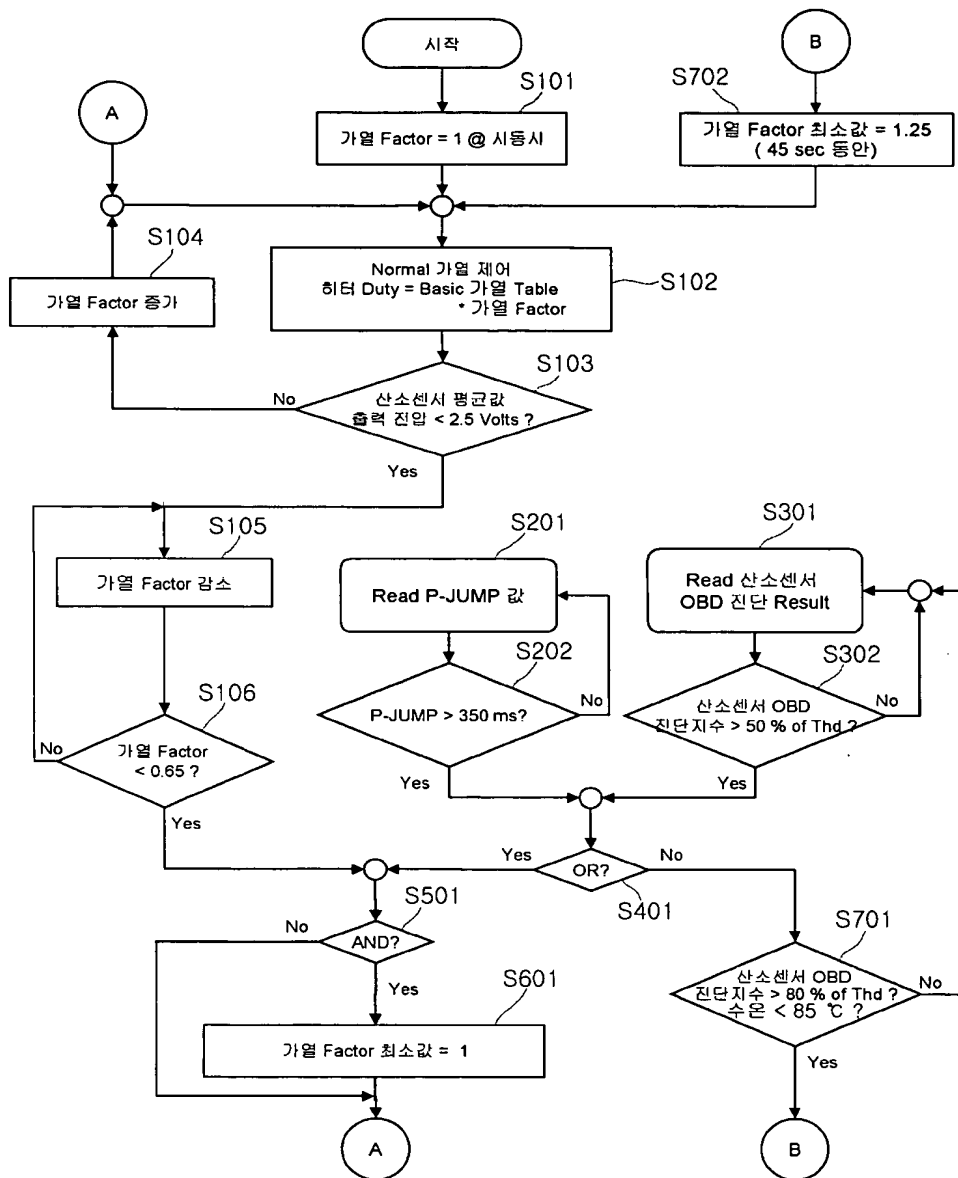 시작
B
A
S101
S702
가열 Factor = 1 @ 시동시
가열 Factor 최소값 = 1.25
( 45 sec 동안)
S104
가열 Factor 증가
Normal 가열 제어
히터 Duty = Basic 가열 Table
* 가열 Factor
S102
S103
No
산소센서 평균값
출력 진압 < 2.5 Volts ?
Yes
S105
가열 Factor 감소
S201
Read P-JUMP 값
S301
Read 산소센서
OBD 진단 Result
S202
P-JUMP > 350 ms?
No
S302
산소센서 OBD
진단지수 > 50 % of Thd ?
No
S106
No
가열 Factor
< 0.65 ?
Yes
Yes
Yes
Yes
OR?
No
S401
S501
No
AND?
Yes
S601
가열 Factor 최소값 = 1
S701
산소센서 OBD
진단지수 > 80 % of Thd ?
수온 < 85 ℃ ?
No
Yes
A
B